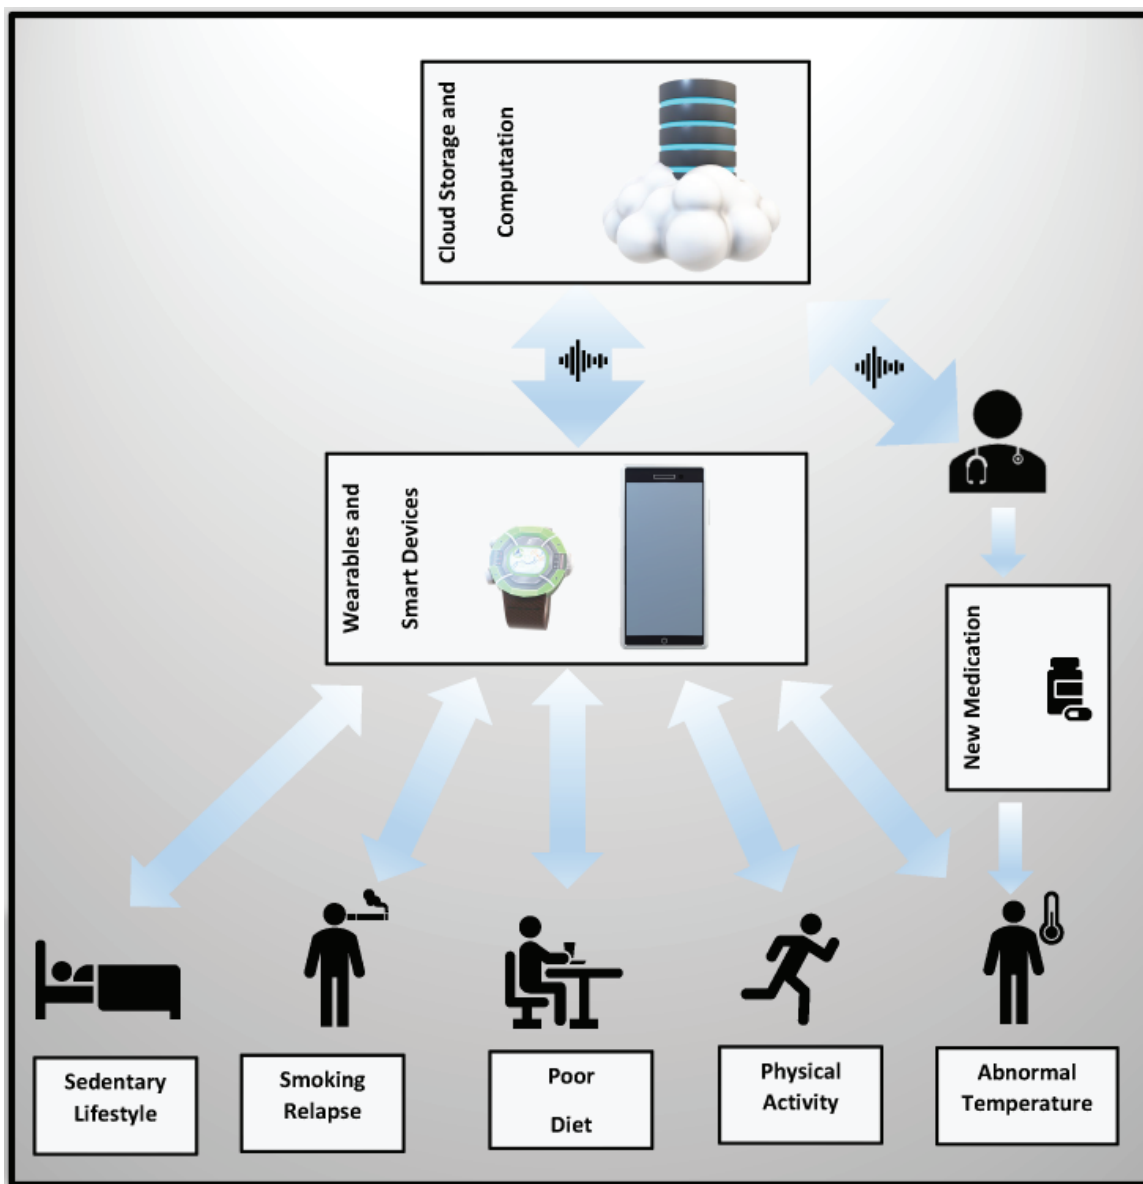 Cloud Storage and
Computation
Wearables and
Smart Devices
New Medication
Sedentary
Lifestyle
Smoking
Relapse
Poor
Diet
Physical
Activity
Abnormal
Temperature